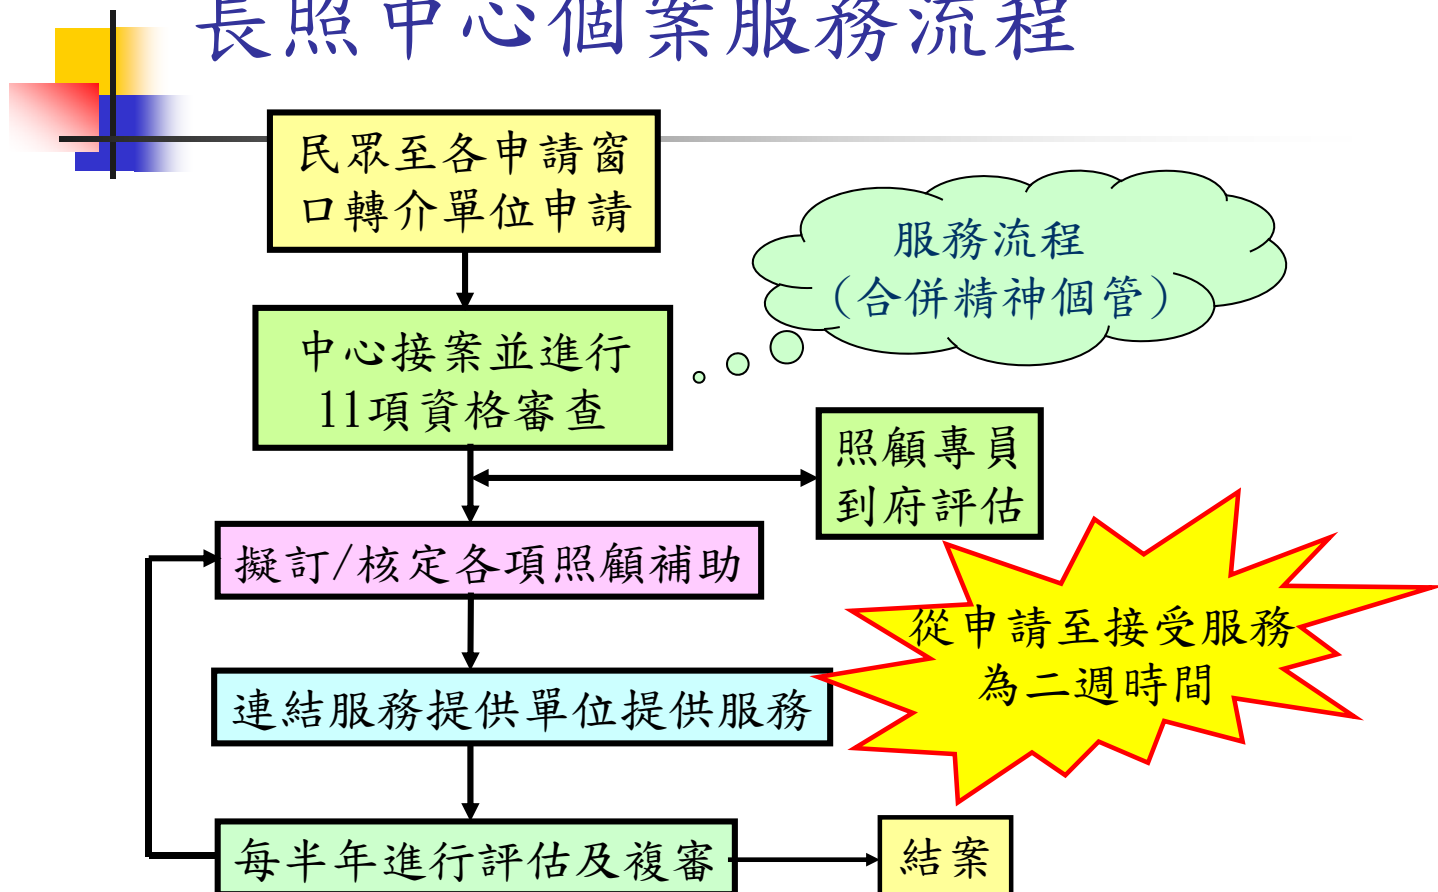 長照中心個案服務流程
民眾至各申請窗
口轉介單位申請
服務流程
（合併精神個管）
中心接案並進行
11項資格審查
照顧專員
到府評估
擬訂/核定各項照顧補助
從申請至接受服務
為二週時間
連結服務提供單位提供服務
每半年進行評估及複審
結案